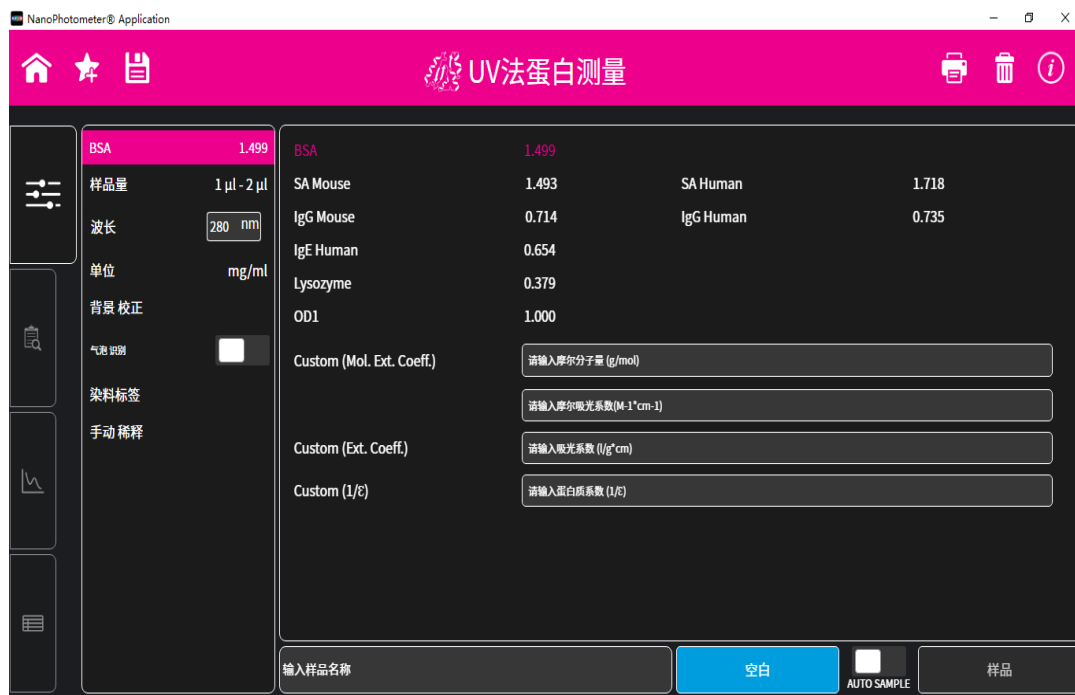 NanoPhotometer® Application
UV法蛋白测量
BSA 1.499
样品量 1 µl - 2 µl
波长 280 nm
单位 mg/ml
背景 校正
气泡 识别
染料标签
手动 稀释
BSA 1.499
SA Mouse 1.493 SA Human 1.718
IgG Mouse 0.714 IgG Human 0.735
IgE Human 0.654
Lysozyme 0.379
OD1 1.000
Custom (Mol. Ext. Coeff.) 请输入摩尔分子量 (g/mol)
请输入摩尔吸光系数(M-1*cm-1)
Custom (Ext. Coeff.) 请输入吸光系数 (l/g*cm)
Custom (1/ε) 请输入蛋白质系数 (1/ε)
输入样品名称 空白 AUTO SAMPLE 样品